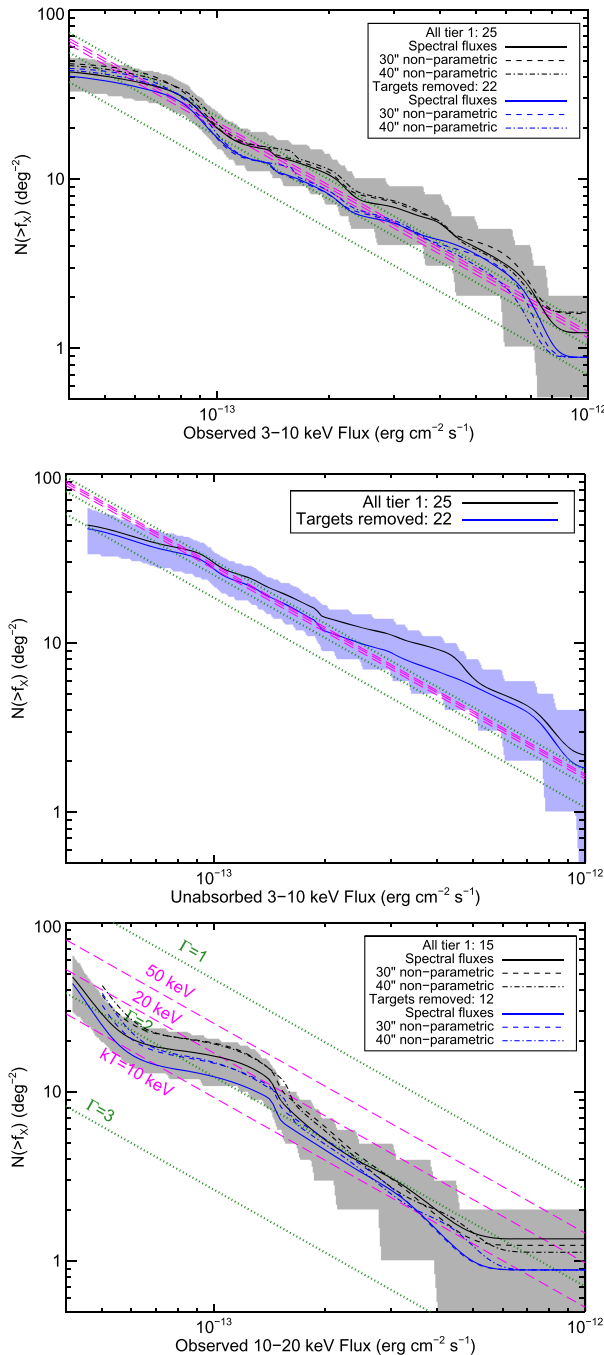 100
10
1
N(>fX) (deg−2)
All tier 1: 25
Spectral fluxes
30" non−parametric
40" non−parametric
Targets removed: 22
Spectral fluxes
30" non−parametric
40" non−parametric
10−13
10−12
Observed 3−10 keV Flux (erg cm−2 s−1)
100
10
1
N(>fX) (deg−2)
All tier 1: 25
Targets removed: 22
10−13
10−12
Unabsorbed 3−10 keV Flux (erg cm−2 s−1)
100
10
1
N(>fX) (deg−2)
Γ=1
50 keV
20 keV
Γ=2
kT=10 keV
Γ=3
All tier 1: 15
Spectral fluxes
30" non−parametric
40" non−parametric
Targets removed: 12
Spectral fluxes
30" non−parametric
40" non−parametric
10−13
10−12
Observed 10−20 keV Flux (erg cm−2 s−1)